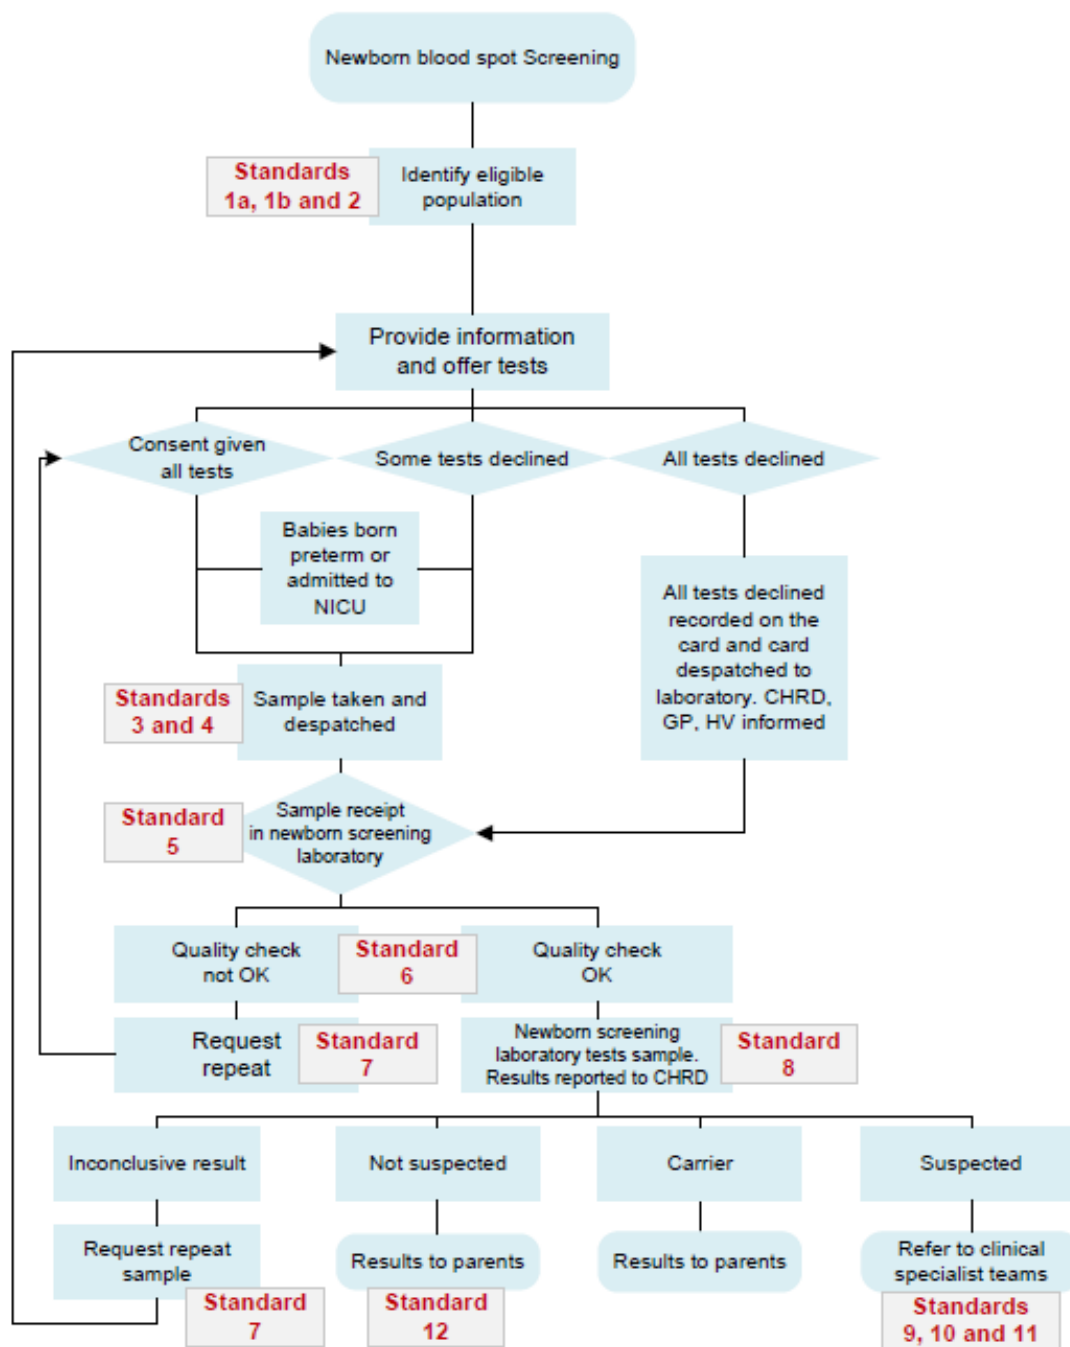 Newborn blood spot Screening
Standards
1a, 1b and 2
Identify eligible
population
Provide information
and offer tests
Consent given
all tests
Some tests declined
All tests declined
Babies born
preterm or
admitted to
NICU
All tests declined
recorded on the
card and card
despatched to
laboratory. CHRD,
GP, HV informed
Standards
3 and 4
Sample taken and
despatched
Standard
5
Sample receipt
in newborn screening
laboratory
Quality check
not OK
Standard
6
Quality check
OK
Request
repeat
Standard
7
Newborn screening
laboratory tests sample.
Results reported to CHRD
Standard
8
Inconclusive result
Not suspected
Carrier
Suspected
Request repeat
sample
Standard
7
Results to parents
Standard
12
Results to parents
Refer to clinical
specialist teams
Standards
9, 10 and 11